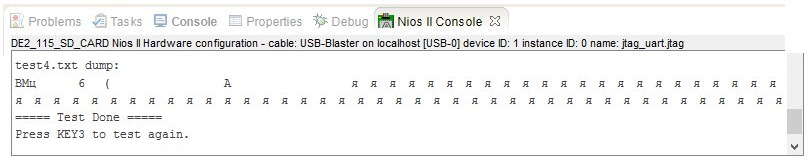 Problems Tasks Console Properties Debug Nios II Console
DE2_115_SD_CARD Nios II Hardware configuration - cable: USB-Blaster on localhost [USB-0] device ID: 1 instance ID: 0 name: jtag_uart.jtag
test4.txt dump:
ВМц 6 ( А я я я я я я я я я я я я я я я я я я я я я я я
я я я я я я я я я я я я я я я я я я я я я я я я я я я я я я я я я я я я я я я я
===== Test Done =====
Press KEY3 to test again.